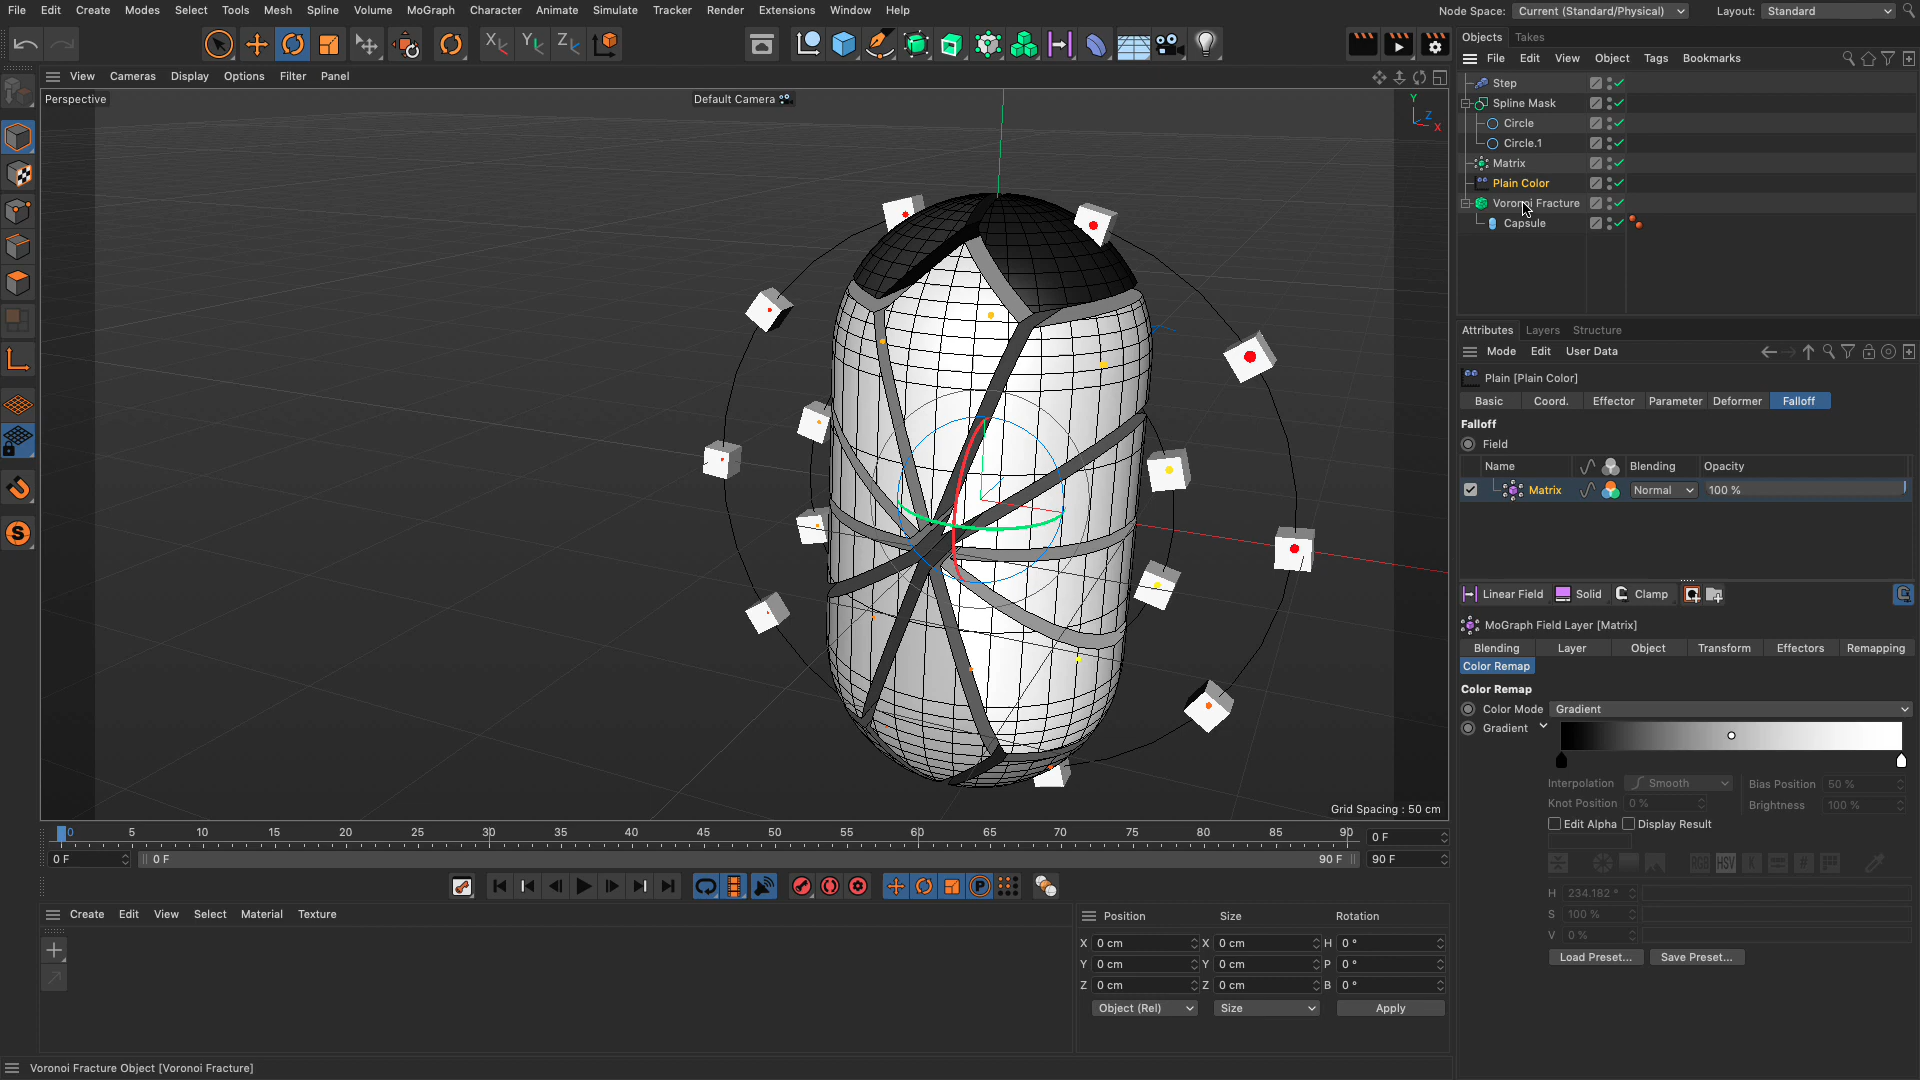 File Edit Create Modes Select Tools Mesh Spline Volume MoGraph Character Animate Simulate Tracker Render Extensions Window Help
Node Space: Current (Standard/Physical) Layout: Standard
Objects Takes
File Edit View Object Tags Bookmarks
View Cameras Display Options Filter Panel
Perspective
Default Camera
Y
Z
X
Step
Spline Mask
Circle
Circle.1
Matrix
Plain Color
Voronoi Fracture
Capsule
Attributes Layers Structure
Mode Edit User Data
Plain [Plain Color]
Basic Coord. Effector Parameter Deformer Falloff
Falloff
Field
Name Blending Opacity
Matrix Normal 100 %
Linear Field Solid Clamp
MoGraph Field Layer [Matrix]
Blending Layer Object Transform Effectors Remapping
Color Remap
Color Remap
Color Mode Gradient
Gradient
Interpolation Smooth Bias Position 50 %
Knot Position 0 % Brightness 100 %
Edit Alpha Display Result
RGB HSV K #
H 234.182 °
S 100 %
V 0 %
Load Preset... Save Preset...
Grid Spacing : 50 cm
0 5 10 15 20 25 30 35 40 45 50 55 60 65 70 75 80 85 90 0 F
0 F 0 F 90 F 90 F
Create Edit View Select Material Texture
Position Size Rotation
X 0 cm X 0 cm H 0 °
Y 0 cm Y 0 cm P 0 °
Z 0 cm Z 0 cm B 0 °
Object (Rel) Size Apply
Voronoi Fracture Object [Voronoi Fracture]